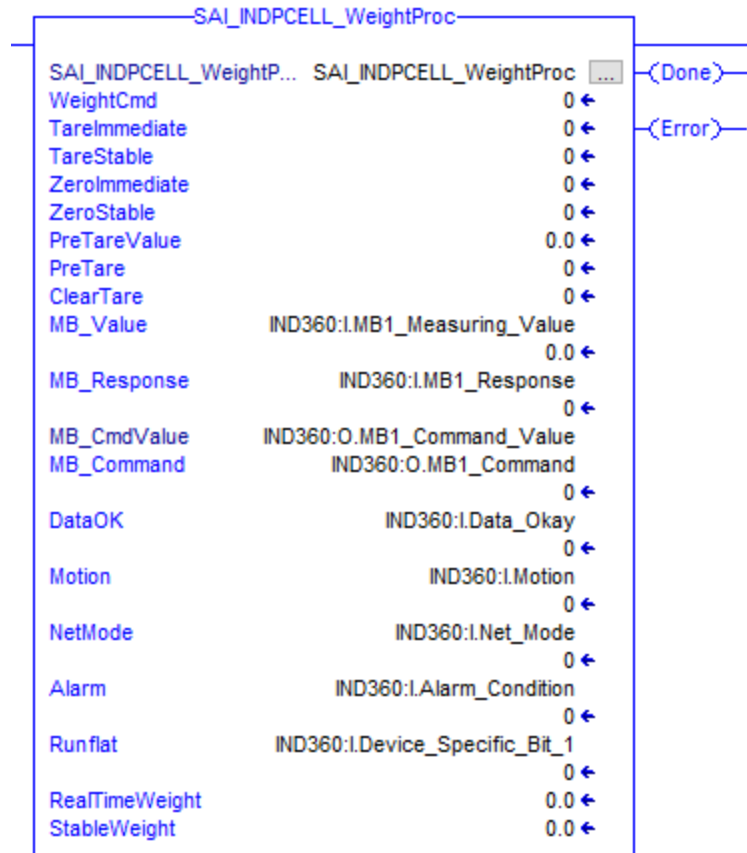 SAI_INDPCELL_WeightProc
SAI_INDPCELL_WeightP... SAI_INDPCELL_WeightProc ... (Done)
WeightCmd 0
TareImmediate 0 (Error)
TareStable 0
ZeroImmediate 0
ZeroStable 0
PreTareValue 0.0
PreTare 0
ClearTare 0
MB_Value IND360:I.MB1_Measuring_Value
0.0
MB_Response IND360:I.MB1_Response
0
MB_CmdValue IND360:O.MB1_Command_Value
MB_Command IND360:O.MB1_Command
0
DataOK IND360:I.Data_Okay
0
Motion IND360:I.Motion
0
NetMode IND360:I.Net_Mode
0
Alarm IND360:I.Alarm_Condition
0
Runflat IND360:I.Device_Specific_Bit_1
0
RealTimeWeight 0.0
StableWeight 0.0